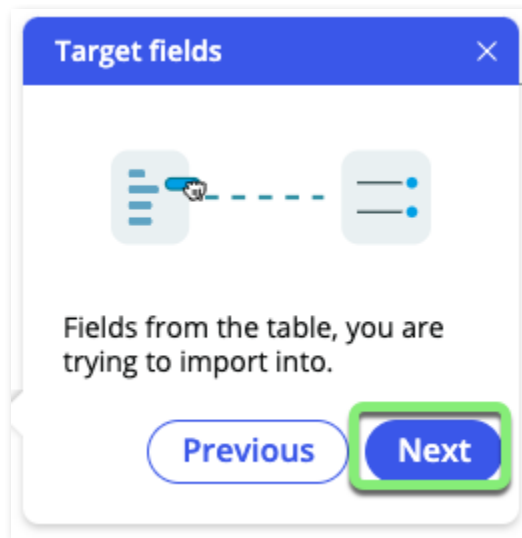 Target fields
Fields from the table, you are
trying to import into.
Previous
Next